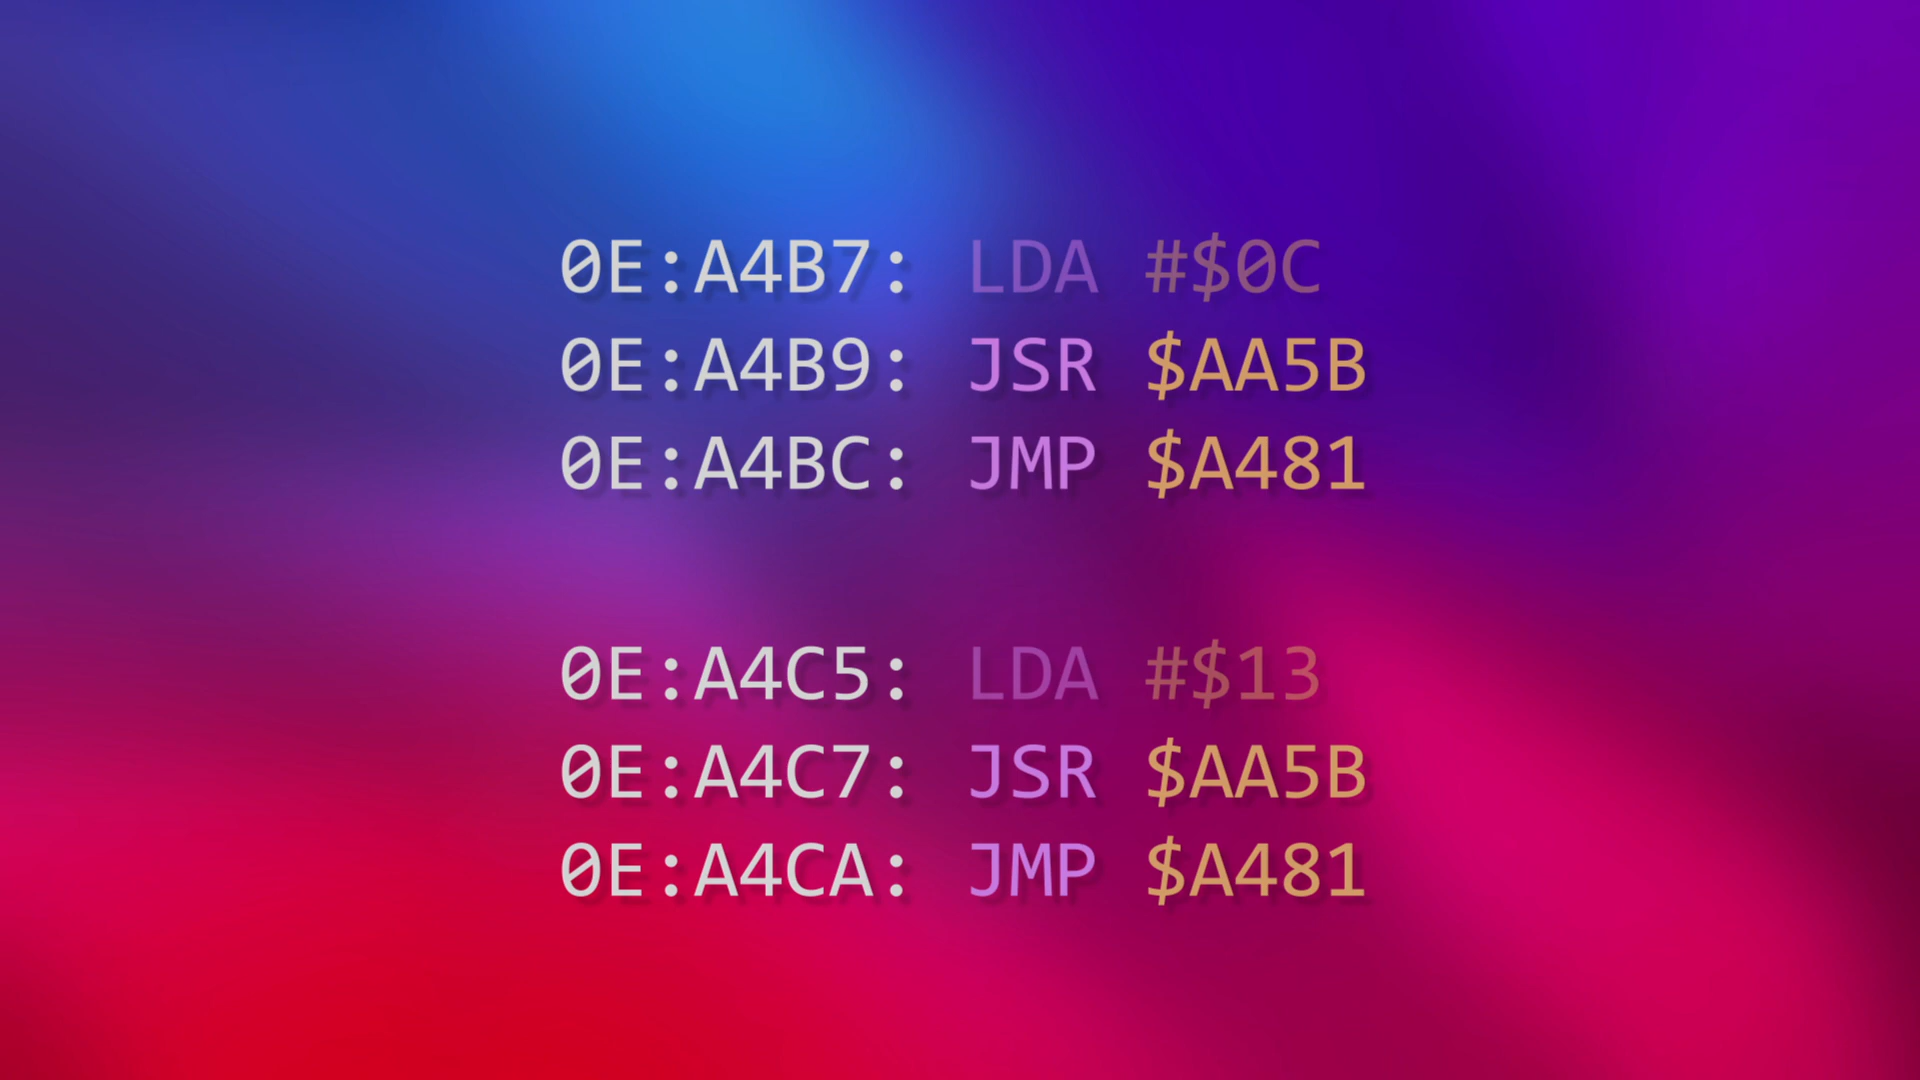 0E:A4B7: LDA #$0C
0E:A4B9: JSR $AA5B
0E:A4BC: JMP $A481
0E:A4C5: LDA #$13
0E:A4C7: JSR $AA5B
0E:A4CA: JMP $A481